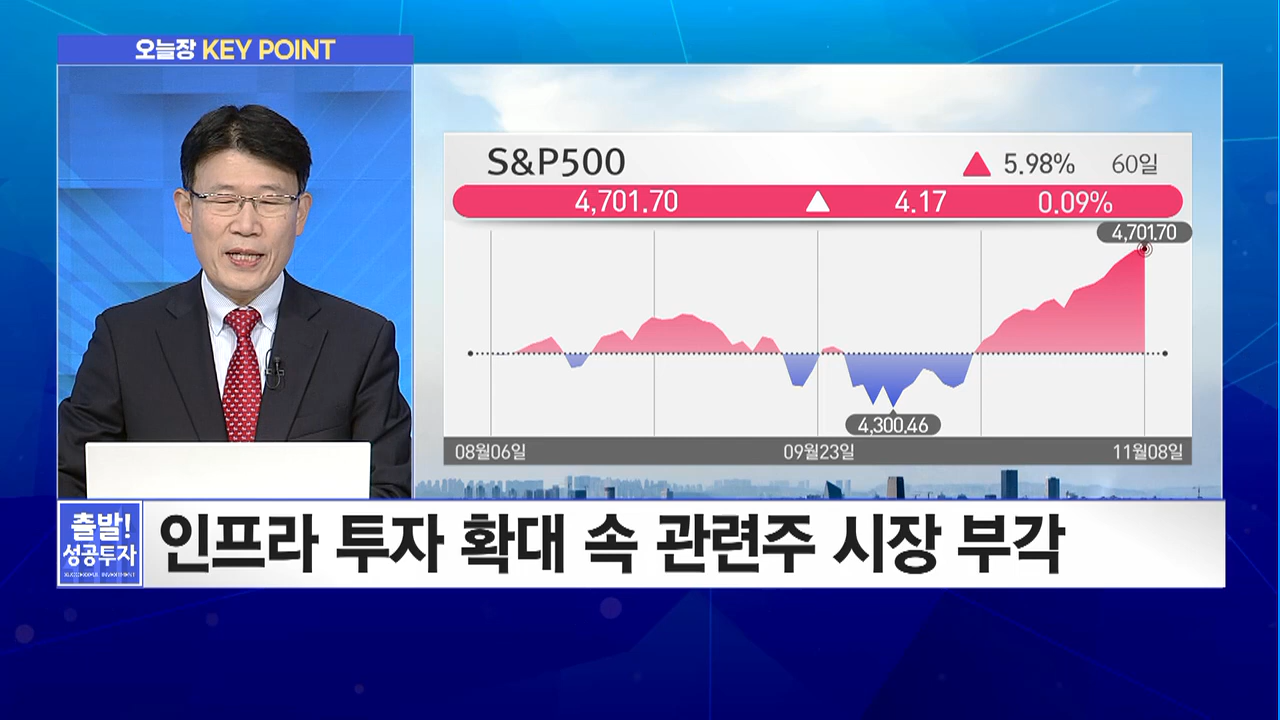 오늘장 KEY POINT
S&P500
▲ 5.98% 60일
4,701.70 ▲ 4.17 0.09%
4,701.70
4,300.46
08월06일 09월23일 11월08일
출발!
성공투자
SUCCESSFUL INVESTMENT
인프라 투자 확대 속 관련주 시장 부각